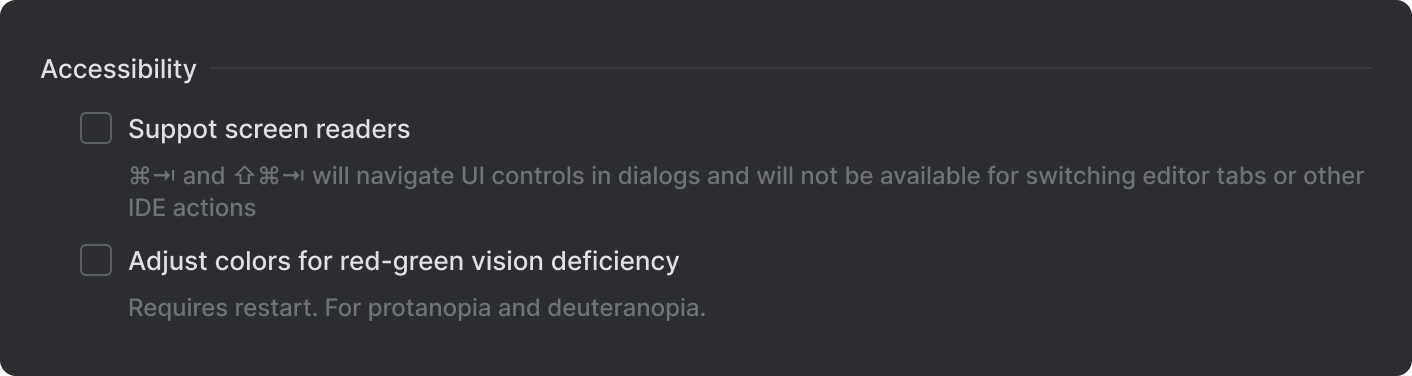 Accessibility
Suppot screen readers
⌘⇥ and ⇧⌘⇥ will navigate UI controls in dialogs and will not be available for switching editor tabs or other
IDE actions
Adjust colors for red-green vision deficiency
Requires restart. For protanopia and deuteranopia.